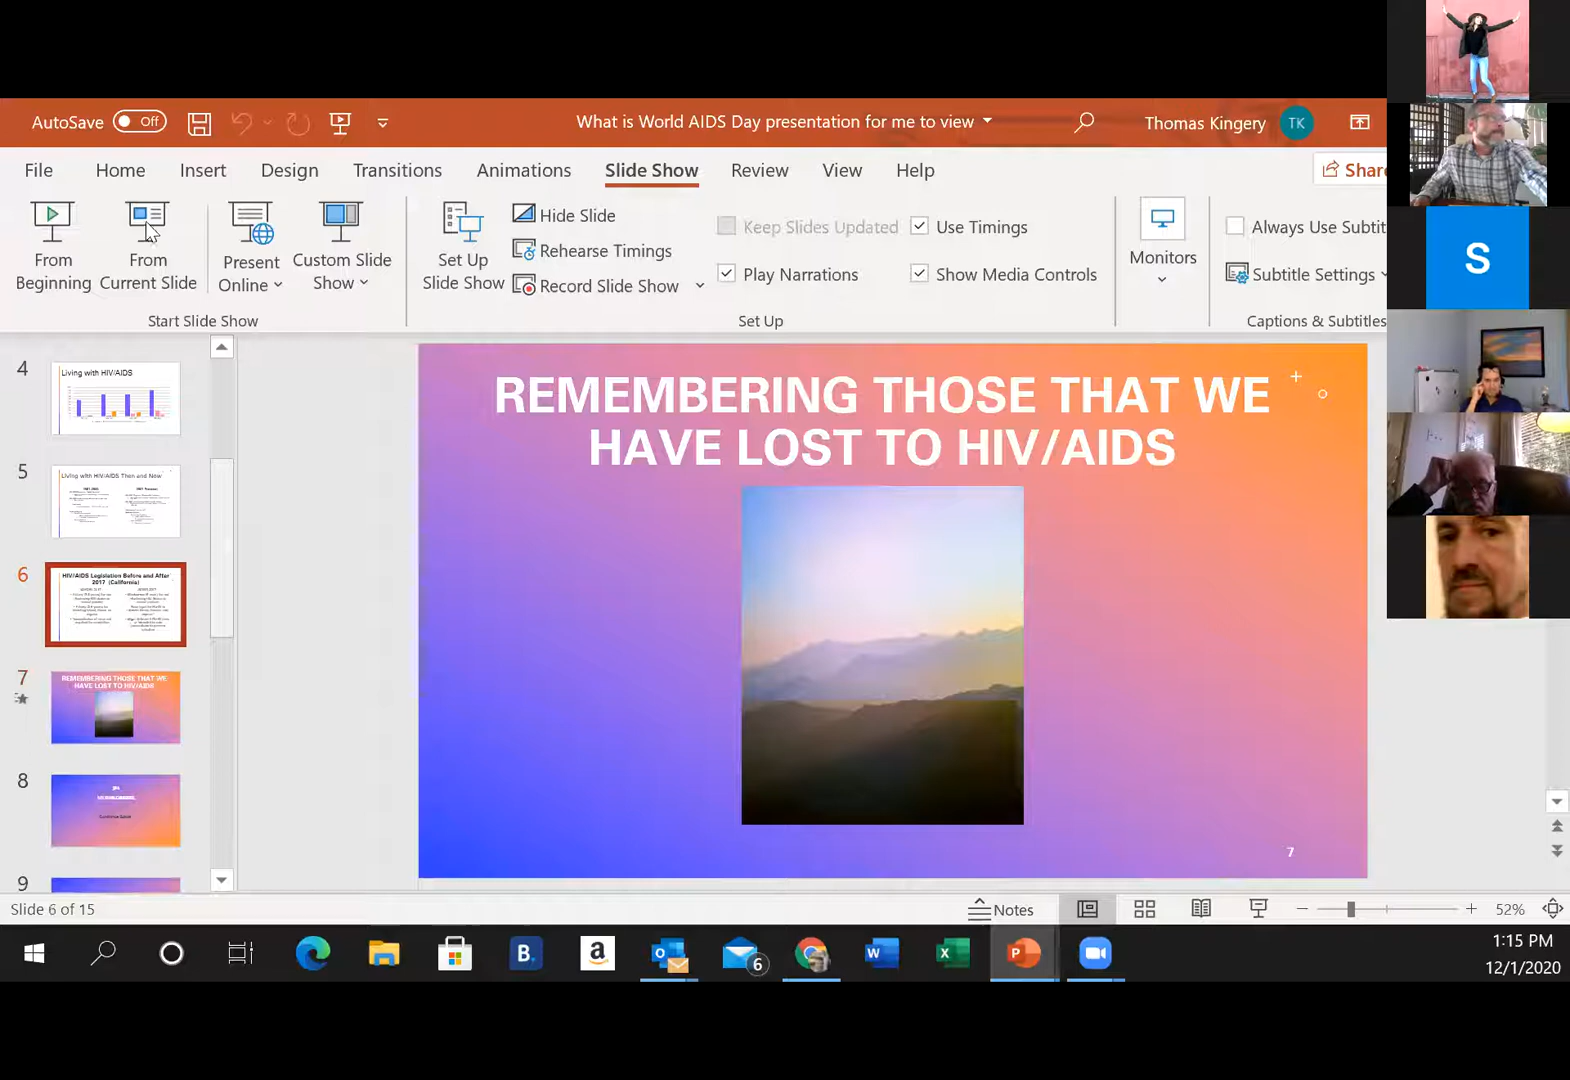 AutoSave Off
What is World AIDS Day presentation for me to view
Thomas Kingery TK
File Home Insert Design Transitions Animations Slide Show Review View Help
Share
From Beginning
From Current Slide
Present Online
Custom Slide Show
Start Slide Show
Set Up Slide Show
Hide Slide
Rehearse Timings
Record Slide Show
Keep Slides Updated
Play Narrations
Use Timings
Show Media Controls
Set Up
Monitors
Always Use
Subtitle Settings
Captions & Subtitles
S
4
Living with HIV/AIDS
5
Living with HIV/AIDS Then and Now
6
HIV/AIDS Legislation Before and After
2017 (California)
7
REMEMBERING THOSE THAT WE
HAVE LOST TO HIV/AIDS
8
9
REMEMBERING THOSE THAT WE
HAVE LOST TO HIV/AIDS
7
Slide 6 of 15
Notes
52%
B.
a
6
1:15 PM
12/1/2020